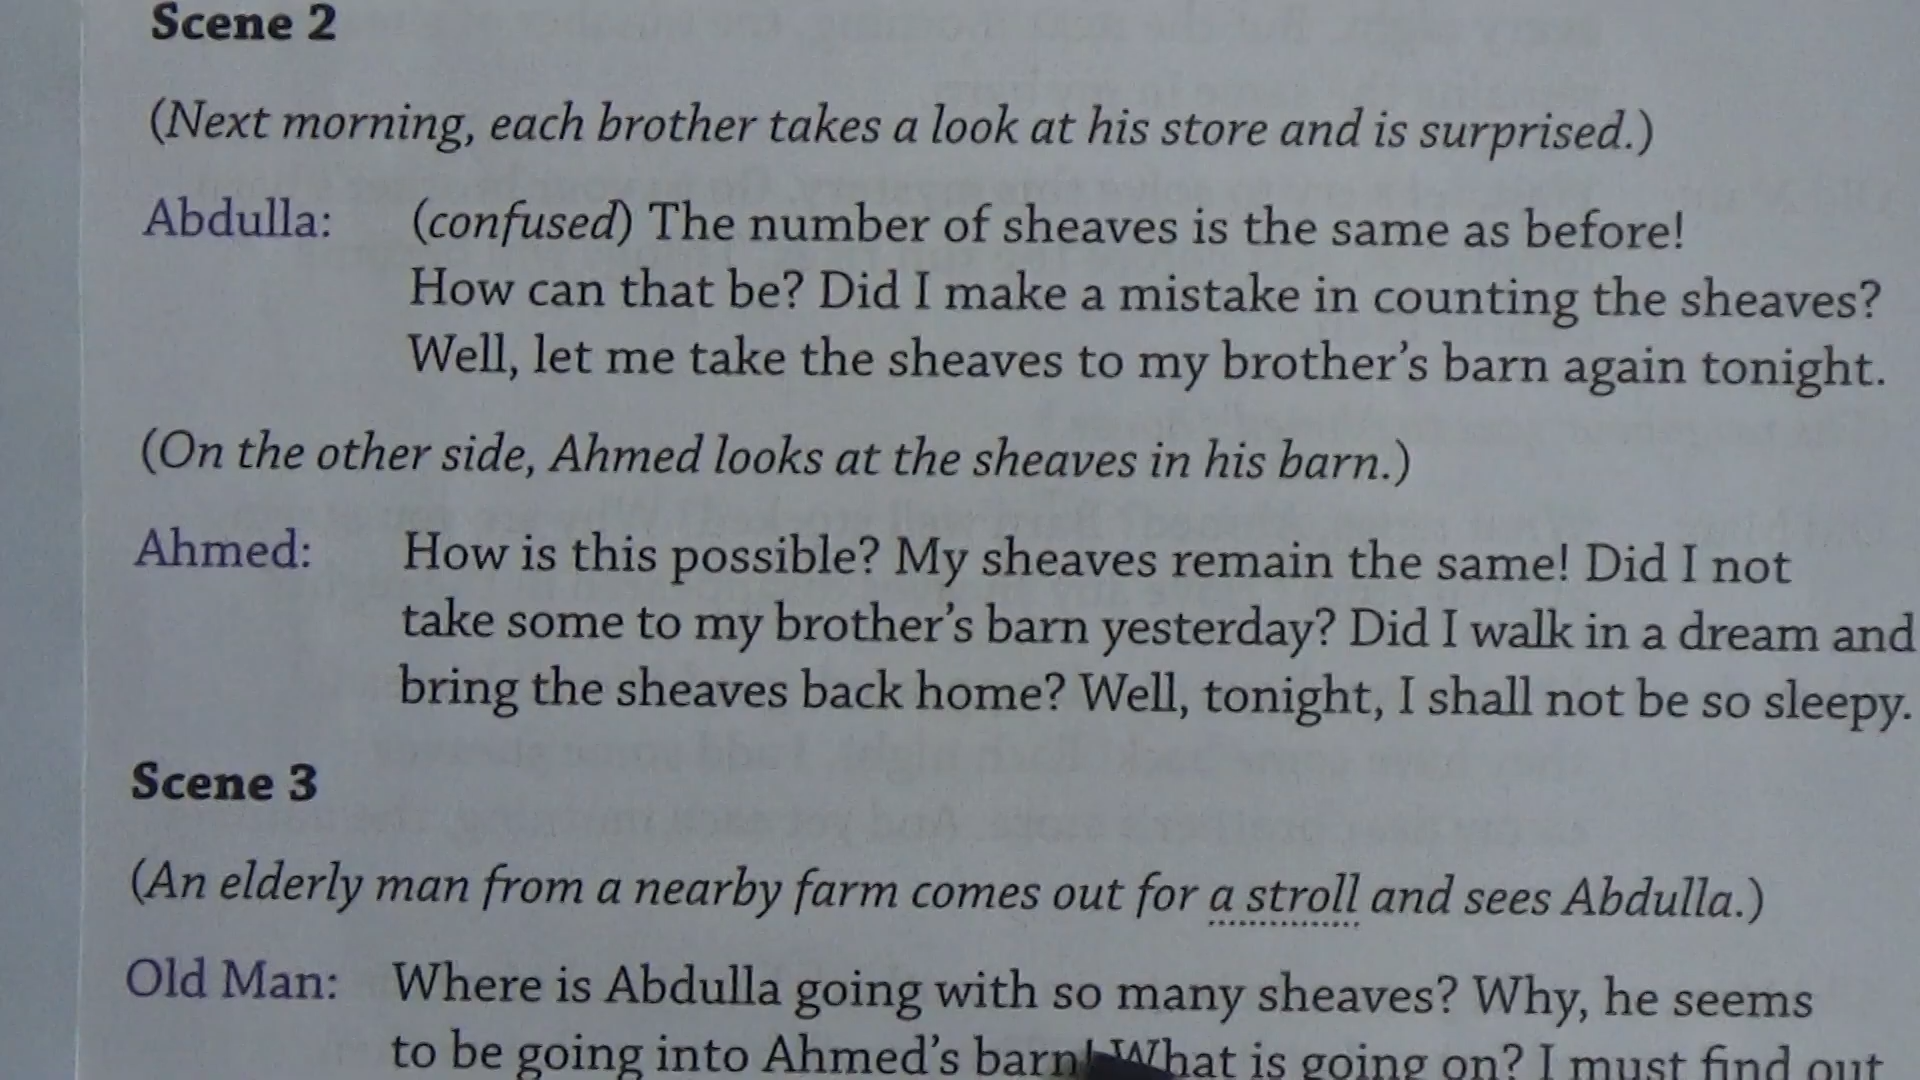 Scene 2
(Next morning, each brother takes a look at his store and is surprised.)
Abdulla: (confused) The number of sheaves is the same as before!
How can that be? Did I make a mistake in counting the sheaves?
Well, let me take the sheaves to my brother's barn again tonight.
(On the other side, Ahmed looks at the sheaves in his barn.)
Ahmed: How is this possible? My sheaves remain the same! Did I not
take some to my brother's barn yesterday? Did I walk in a dream and
bring the sheaves back home? Well, tonight, I shall not be so sleepy.
Scene 3
(An elderly man from a nearby farm comes out for a stroll and sees Abdulla.)
Old Man: Where is Abdulla going with so many sheaves? Why, he seems
to be going into Ahmed's barn! What is going on? I must find out